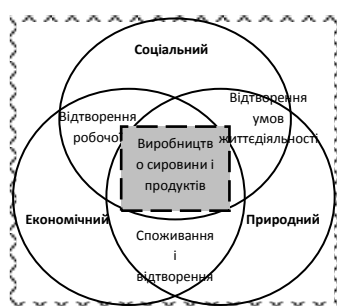 Соціальний
Відтворення
робочо
Відтворення
умов
життєдіяльності
Виробництв
о сировини і
продуктів
Економічний
Природний
Споживання
і
відтворення